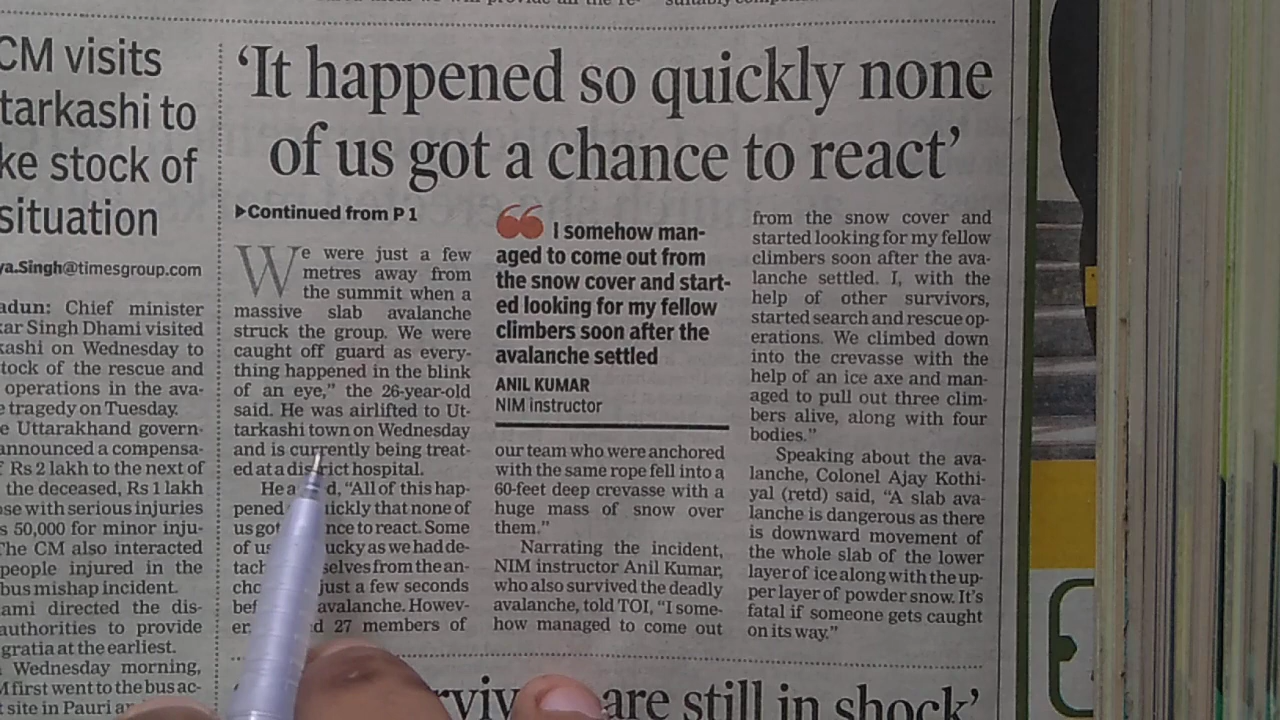 CM visits
tarkashi to
ke stock of
situation
ya.Singh@timesgroup.com
adun: Chief minister
kar Singh Dhami visited
kashi on Wednesday to
tock of the rescue and
operations in the ava-
e tragedy on Tuesday.
e Uttarakhand govern-
announced a compensa-
f Rs 2 lakh to the next of
the deceased, Rs 1 lakh
ose with serious injuries
s 50,000 for minor inju-
The CM also interacted
people injured in the
bus mishap incident.
ami directed the dis-
authorities to provide
gratia at the earliest.
Wednesday morning,
M first went to the bus ac-
t site in Pauri
‘It happened so quickly none
of us got a chance to react’
▶Continued from P 1
We were just a few
metres away from
the summit when a
massive slab avalanche
struck the group. We were
caught off guard as every-
thing happened in the blink
of an eye,” the 26-year-old
said. He was airlifted to Ut-
tarkashi town on Wednesday
and is currently being treat-
ed at a district hospital.
He a d, “All of this hap-
pened uickly that none of
us got nce to react. Some
of us ucky as we had de-
tach selves from the an-
cho just a few seconds
bef avalanche. Howev-
er, d 27 members of
“ I somehow man-
aged to come out from
the snow cover and start-
ed looking for my fellow
climbers soon after the
avalanche settled
ANIL KUMAR
NIM instructor
our team who were anchored
with the same rope fell into a
60-feet deep crevasse with a
huge mass of snow over
them.”
Narrating the incident,
NIM instructor Anil Kumar,
who also survived the deadly
avalanche, told TOI, “I some-
how managed to come out
from the snow cover and
started looking for my fellow
climbers soon after the ava-
lanche settled. I, with the
help of other survivors,
started search and rescue op-
erations. We climbed down
into the crevasse with the
help of an ice axe and man-
aged to pull out three clim-
bers alive, along with four
bodies.”
Speaking about the ava-
lanche, Colonel Ajay Kothi-
yal (retd) said, “A slab ava-
lanche is dangerous as there
is downward movement of
the whole slab of the lower
layer of ice along with the up-
per layer of powder snow. It’s
fatal if someone gets caught
on its way.”
rviv are still in shock’